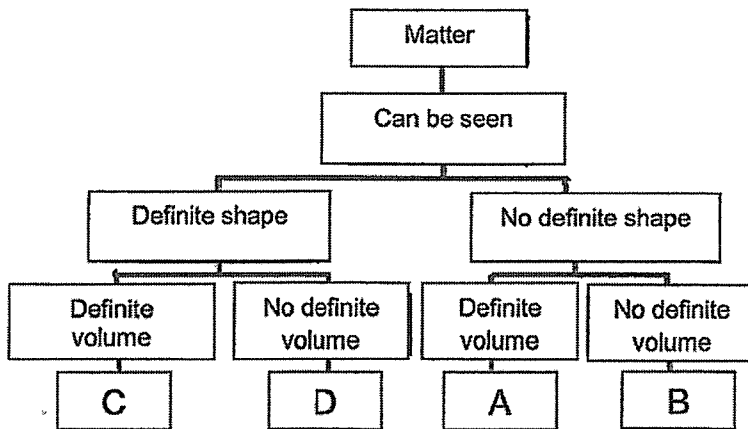 Matter
Can be seen
Definite shape
No definite shape
Definite
volume
No definite
volume
Definite
volume
No definite
volume
C
D
A
B